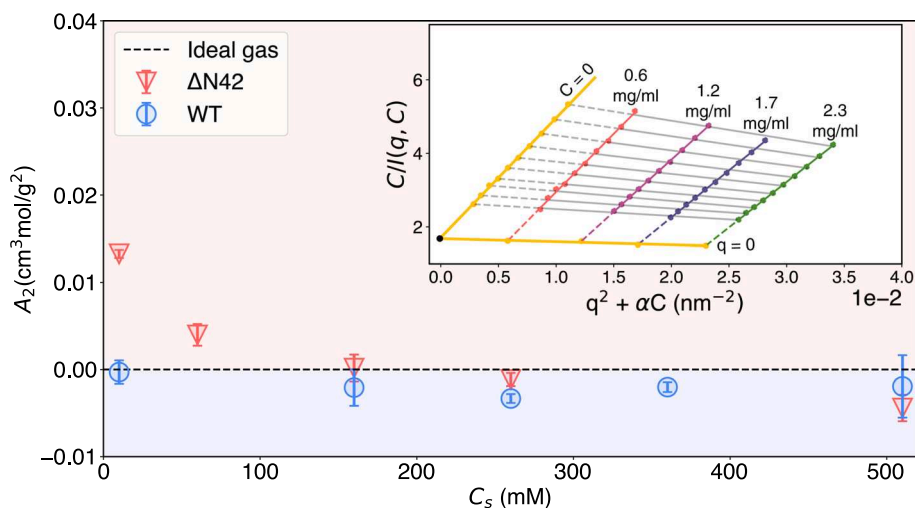 0.04
0.03
0.02
0.01
0.00
−0.01
A₂(cm³mol/g²)
0
100
200
300
400
500
Cₛ (mM)
Ideal gas
ΔN42
WT
6
4
2
C/I(q, C)
C = 0
0.6
mg/ml
1.2
mg/ml
1.7
mg/ml
2.3
mg/ml
q = 0
0.0
0.5
1.0
1.5
2.0
2.5
3.0
3.5
4.0
1e−2
q² + αC (nm⁻²)